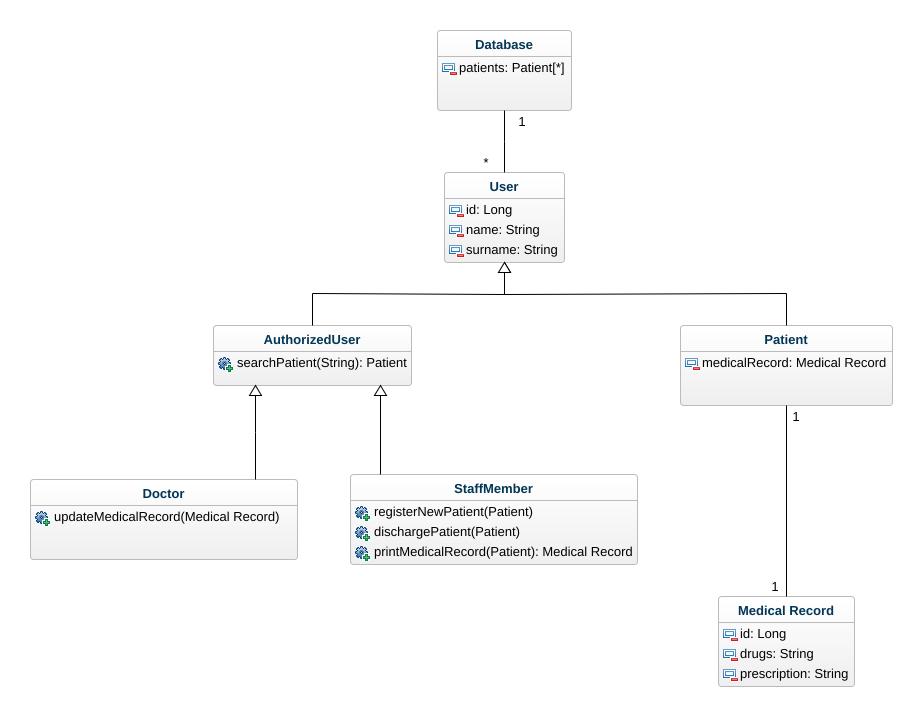 Database
patients: Patient[*]
1
*
User
id: Long
name: String
surname: String
AuthorizedUser
searchPatient(String): Patient
Patient
medicalRecord: Medical Record
1
Doctor
updateMedicalRecord(Medical Record)
StaffMember
registerNewPatient(Patient)
dischargePatient(Patient)
printMedicalRecord(Patient): Medical Record
1
Medical Record
id: Long
drugs: String
prescription: String